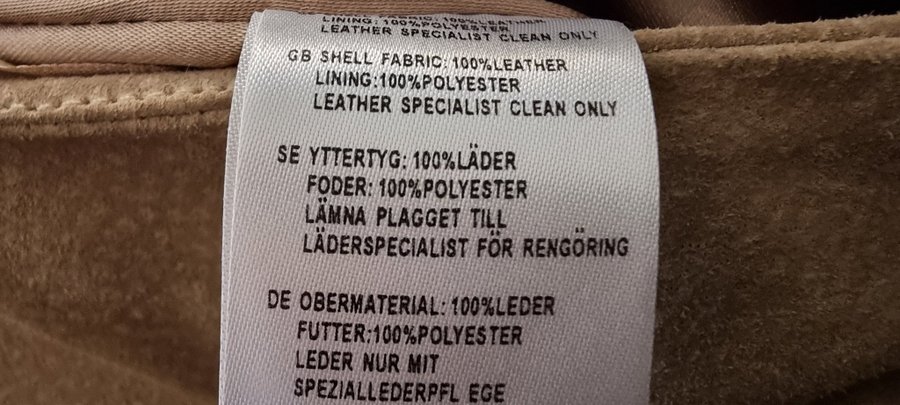 LINING: 100%POLYESTER
LEATHER SPECIALIST CLEAN ONLY
GB SHELL FABRIC: 100%LEATHER
LINING:100%POLYESTER
LEATHER SPECIALIST CLEAN ONLY
SE YTTERTYG: 100%LÄDER
FODER: 100%POLYESTER
LÄMNA PLAGGET TILL
LÄDERSPECIALIST FÖR RENGÖRING
DE OBERMATERIAL: 100%LEDER
FUTTER:100%POLYESTER
LEDER NUR MIT
SPEZIALLEDERPFL EGE